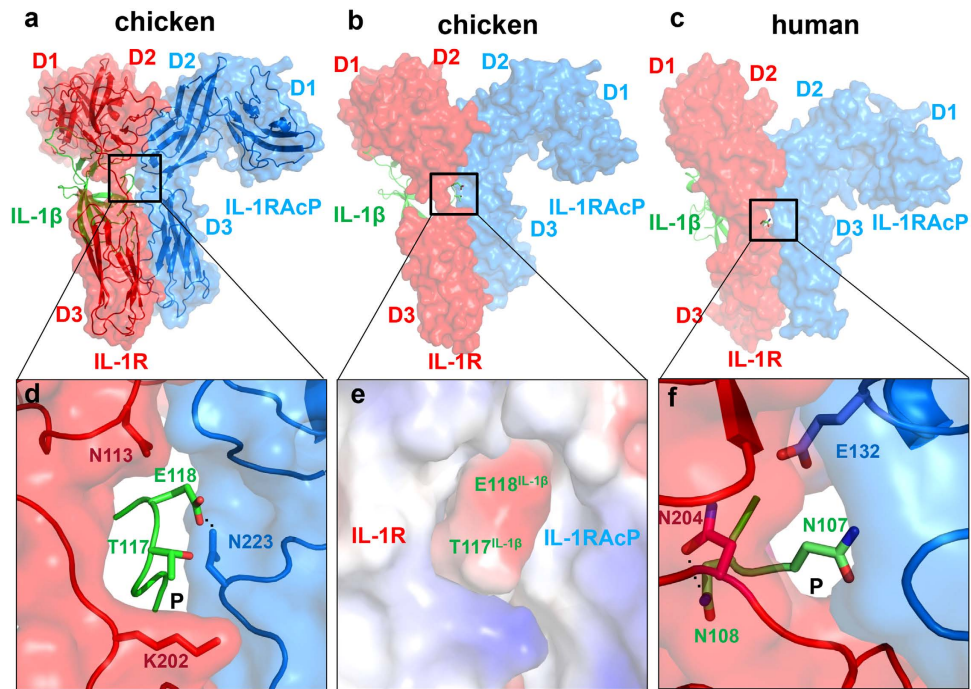 a chicken
D1 D2 D2
D1
IL-1β IL-1RAcP
D3
D3
IL-1R
b chicken
D1 D2 D2
D1
IL-1β IL-1RAcP
D3
D3
IL-1R
c human
D1 D2 D2
D1
IL-1β IL-1RAcP
D3
D3
IL-1R
d
N113
E118
T117 N223
P
K202
e
E118IL-1β
IL-1R IL-1RAcP
T117IL-1β
f
E132
N204 N107
P
N108